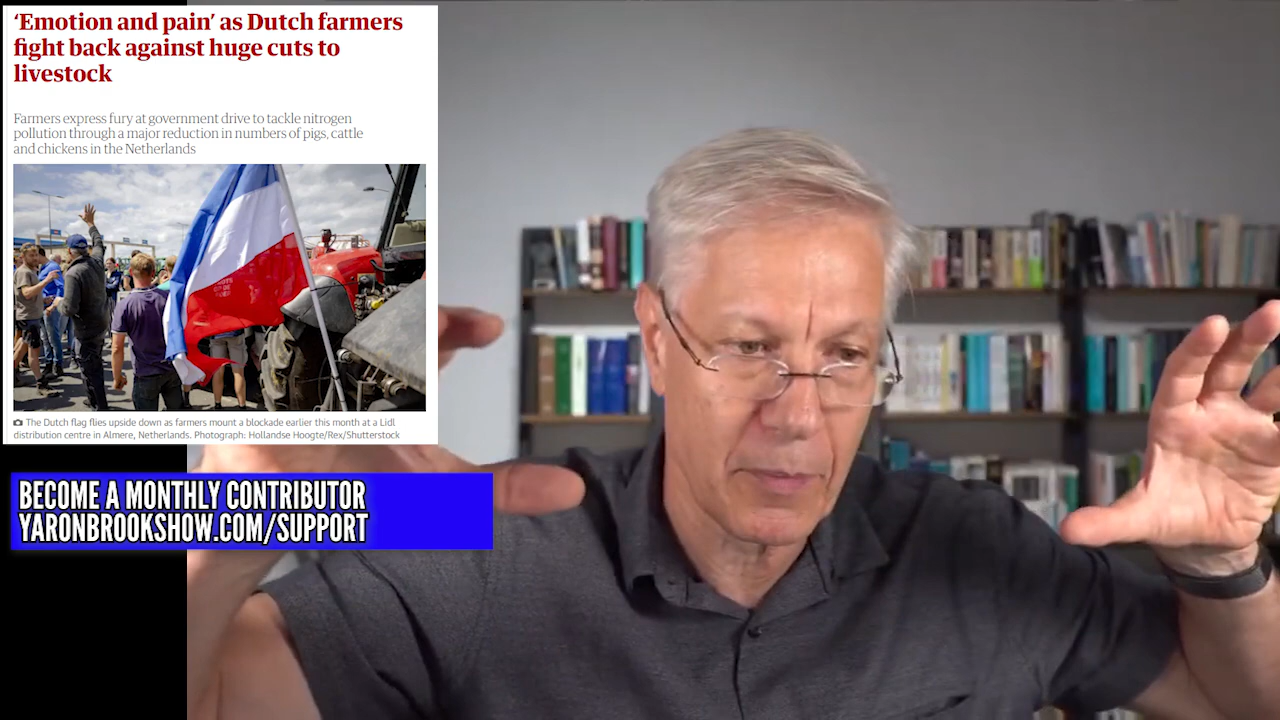 ‘Emotion and pain’ as Dutch farmers
fight back against huge cuts to
livestock
Farmers express fury at government drive to tackle nitrogen
pollution through a major reduction in numbers of pigs, cattle
and chickens in the Netherlands
The Dutch flag flies upside down as farmers mount a blockade earlier this month at a Lidl
distribution centre in Almere, Netherlands. Photograph: Hollandse Hoogte/Rex/Shutterstock
BECOME A MONTHLY CONTRIBUTOR
YARONBROOKSHOW.COM/SUPPORT